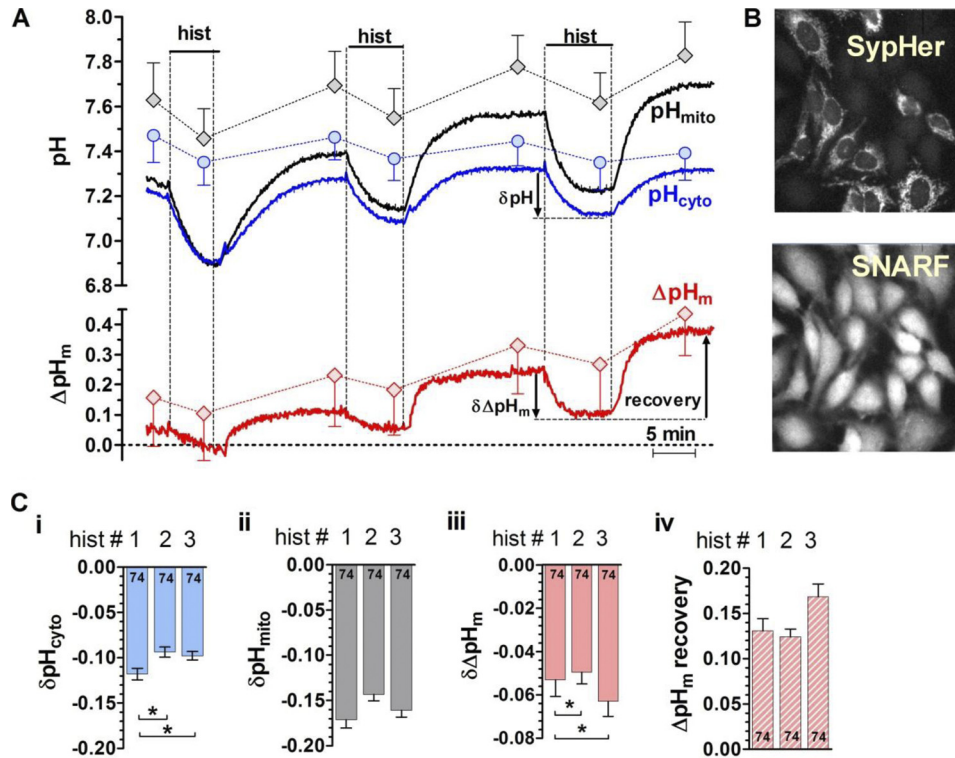 A
8.0
7.8
7.6
7.4
7.2
7.0
6.8
pH
hist
hist
hist
pHmito
pHcyto
δpH
0.4
0.3
0.2
0.1
0.0
ΔpHm
ΔpHm
δΔpHm
recovery
5 min
B
SypHer
SNARF
C
i
hist # 1 2 3
0.00
-0.05
-0.10
-0.15
-0.20
δpHcyto
74 74 74
*
*
ii
hist # 1 2 3
0.00
-0.05
-0.10
-0.15
-0.20
δpHmito
74 74 74
iii
hist # 1 2 3
0.00
-0.02
-0.04
-0.06
-0.08
δΔpHm
74 74 74
*
*
iv
hist # 1 2 3
0.20
0.15
0.10
0.05
0.00
ΔpHm recovery
74 74 74